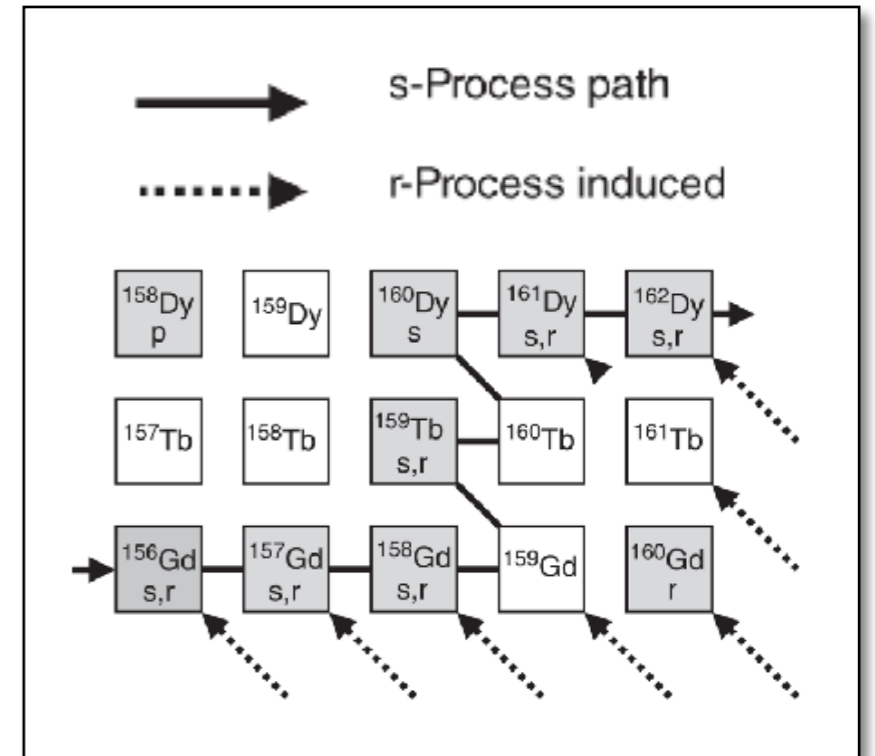 s-Process path
r-Process induced
¹⁵⁸Dy ¹⁵⁹Dy ¹⁶⁰Dy ¹⁶¹Dy ¹⁶²Dy
p s s,r s,r
¹⁵⁷Tb ¹⁵⁸Tb ¹⁵⁹Tb ¹⁶⁰Tb ¹⁶¹Tb
s,r
¹⁵⁶Gd ¹⁵⁷Gd ¹⁵⁸Gd ¹⁵⁹Gd ¹⁶⁰Gd
s,r s,r s,r r